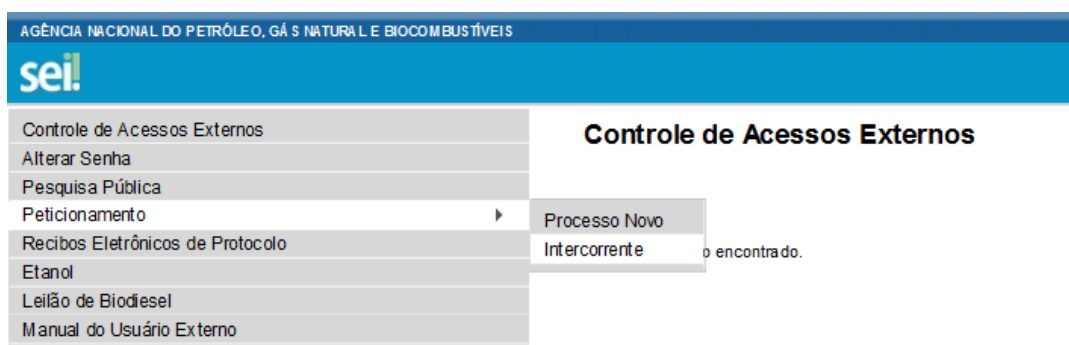 AGÊNCIA NACIONAL DO PETRÓLEO, GÁS NATURAL E BIOCOMBUSTÍVEIS
sei!
Controle de Acessos Externos
Alterar Senha
Pesquisa Pública
Peticionamento
Recibos Eletrônicos de Protocolo
Etanol
Leilão de Biodiesel
Manual do Usuário Externo
Controle de Acessos Externos
Processo Novo
Intercorrente
o encontrado.